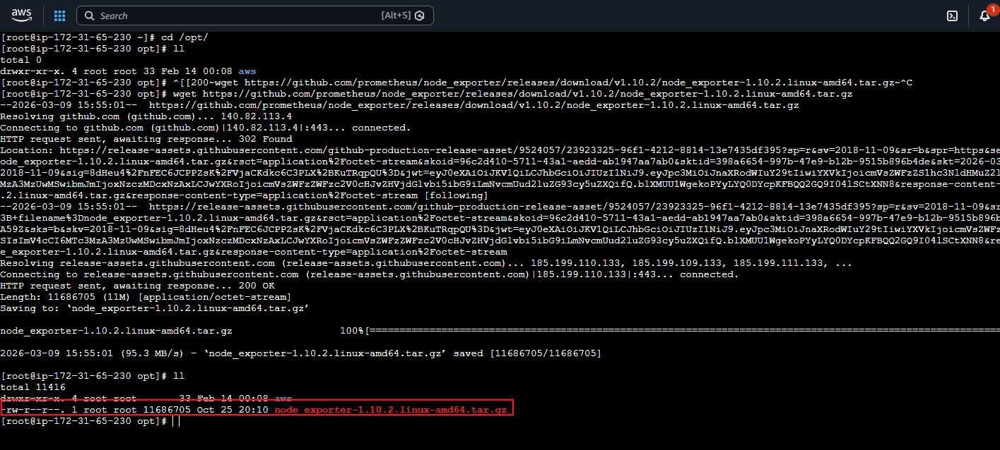 aws
Search [Alt+S]
1
[root@ip-172-31-65-230 ~]# cd /opt/
[root@ip-172-31-65-230 opt]# ll
total 0
drwxr-xr-x. 4 root root 33 Feb 14 00:08 aws
[root@ip-172-31-65-230 opt]# ^[[200~wget https://github.com/prometheus/node_exporter/releases/download/v1.10.2/node_exporter-1.10.2.linux-amd64.tar.gz~^C
[root@ip-172-31-65-230 opt]# wget https://github.com/prometheus/node_exporter/releases/download/v1.10.2/node_exporter-1.10.2.linux-amd64.tar.gz
--2026-03-09 15:55:01--  https://github.com/prometheus/node_exporter/releases/download/v1.10.2/node_exporter-1.10.2.linux-amd64.tar.gz
Resolving github.com (github.com)... 140.82.113.4
Connecting to github.com (github.com)|140.82.113.4|:443... connected.
HTTP request sent, awaiting response... 302 Found
Location: https://release-assets.githubusercontent.com/github-production-release-asset/9524057/23923325-96f1-4212-8814-13e7435df395?sp=r&sv=2018-11-09&sr=b&spr=https&se
ode_exporter-1.10.2.linux-amd64.tar.gz&rsct=application%2Foctet-stream&skoid=96c2d410-5711-43a1-aedd-ab1947aa7ab0&sktid=398a6654-997b-47e9-b12b-9515b896b4de&skt=2026-03
2018-11-09&sig=8dHeu4%2FnFEC6JCPPZsK%2FVjaCKdkc6C3PLX%2BKuTRqpQU%3D&jwt=eyJ0eXAiOiJKV1QiLCJhbGciOiJIUzI1NiJ9.eyJpc3MiOiJnaXRodWIuY29tIiwiYXVkIjoicmVsZWFzZS1hc3NldHMuZ2l
MzA3MzUwMSwibmJmIjoxNzczMDcxNzAxLCJwYXRoIjoicmVsZWFzZWFzc2V0cHJvZHVjdGlvbi5ibG9iLmNvcmUud2luZG93cy5uZXQifQ.blXMUU1WgekoPYyLYQ0DYcpKFBQQ2GQ9I04lSCtXNN8&response-content-
.2.linux-amd64.tar.gz&response-content-type=application%2Foctet-stream [following]
--2026-03-09 15:55:01--  https://release-assets.githubusercontent.com/github-production-release-asset/9524057/23923325-96f1-4212-8814-13e7435df395?sp=r&sv=2018-11-09&sr
3B+filename%3Dnode_exporter-1.10.2.linux-amd64.tar.gz&rsct=application%2Foctet-stream&skoid=96c2d410-5711-43a1-aedd-ab1947aa7ab0&sktid=398a6654-997b-47e9-b12b-9515b896b
A59Z&sks=b&skv=2018-11-09&sig=8dHeu4%2FnFEC6JCPPZsK%2FVjaCKdkc6C3PLX%2BKuTRqpQU%3D&jwt=eyJ0eXAiOiJKV1QiLCJhbGciOiJIUzI1NiJ9.eyJpc3MiOiJnaXRodWIuY29tIiwiYXVkIjoicmVsZWFz
SIsImV4cCI6MTc3MzA3MzUwMSwibmJmIjoxNzczMDcxNzAxLCJwYXRoIjoicmVsZWFzZWFzc2V0cHJvZHVjdGlvbi5ibG9iLmNvcmUud2luZG93cy5uZXQifQ.blXMUU1WgekoPYyLYQ0DYcpKFBQQ2GQ9I04lSCtXNN8&re
e_exporter-1.10.2.linux-amd64.tar.gz&response-content-type=application%2Foctet-stream
Resolving release-assets.githubusercontent.com (release-assets.githubusercontent.com)... 185.199.110.133, 185.199.109.133, 185.199.111.133, ...
Connecting to release-assets.githubusercontent.com (release-assets.githubusercontent.com)|185.199.110.133|:443... connected.
HTTP request sent, awaiting response... 200 OK
Length: 11686705 (11M) [application/octet-stream]
Saving to: ‘node_exporter-1.10.2.linux-amd64.tar.gz’
node_exporter-1.10.2.linux-amd64.tar.gz 100%[==========================================================================================================
2026-03-09 15:55:01 (95.3 MB/s) - ‘node_exporter-1.10.2.linux-amd64.tar.gz’ saved [11686705/11686705]
[root@ip-172-31-65-230 opt]# ll
total 11416
drwxr-xr-x. 4 root root       33 Feb 14 00:08 aws
-rw-r--r--. 1 root root 11686705 Oct 25 20:10 node_exporter-1.10.2.linux-amd64.tar.gz
[root@ip-172-31-65-230 opt]#